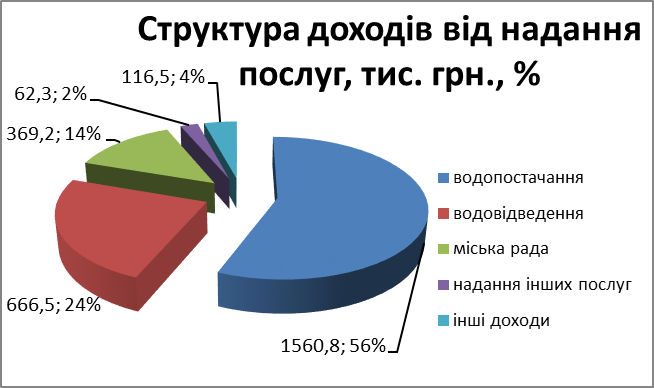 Структура доходів від надання
послуг, тис. грн., %
116,5; 4%
62,3; 2%
369,2; 14%
666,5; 24%
1560,8; 56%
водопостачання
водовідведення
міська рада
надання інших послуг
інші доходи